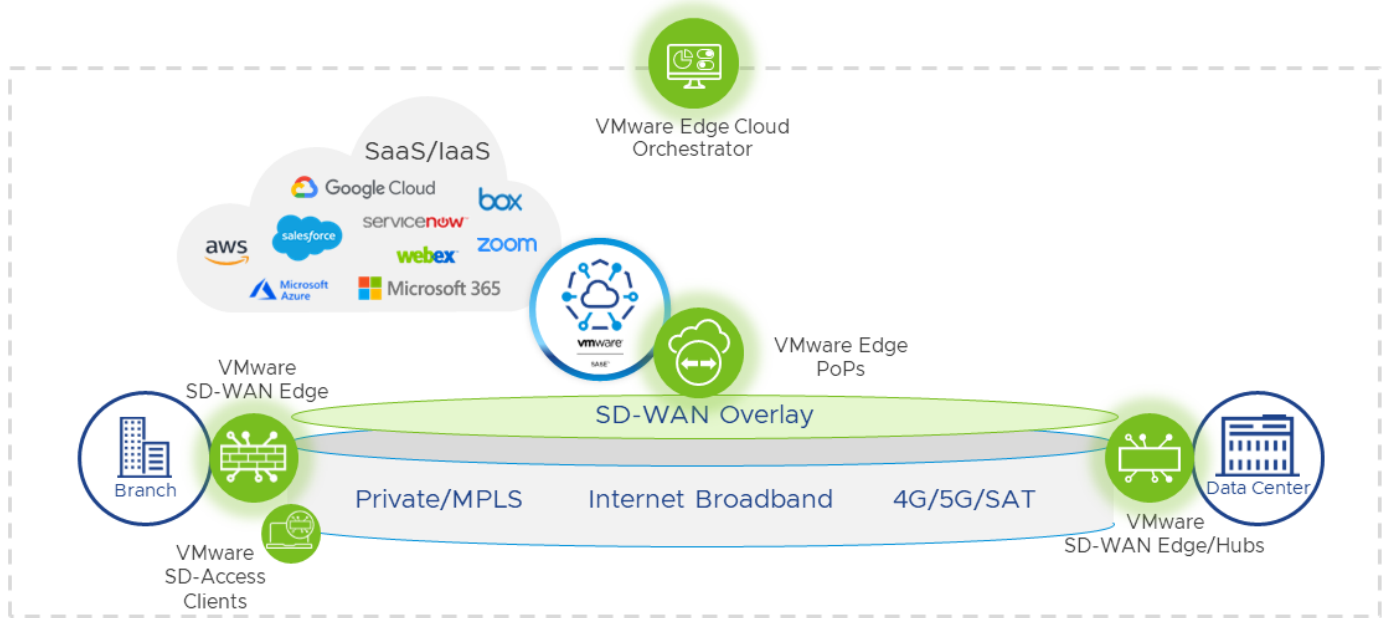 VMware Edge Cloud
Orchestrator
SaaS/IaaS
Google Cloud
box
servicenow
salesforce
aws
webex
zoom
Microsoft
Azure
Microsoft 365
vmware
SASE
VMware Edge
PoPs
VMware
SD-WAN Edge
SD-WAN Overlay
Branch
Private/MPLS
Internet Broadband
4G/5G/SAT
Data Center
VMware
SD-WAN Edge/Hubs
VMware
SD-Access
Clients